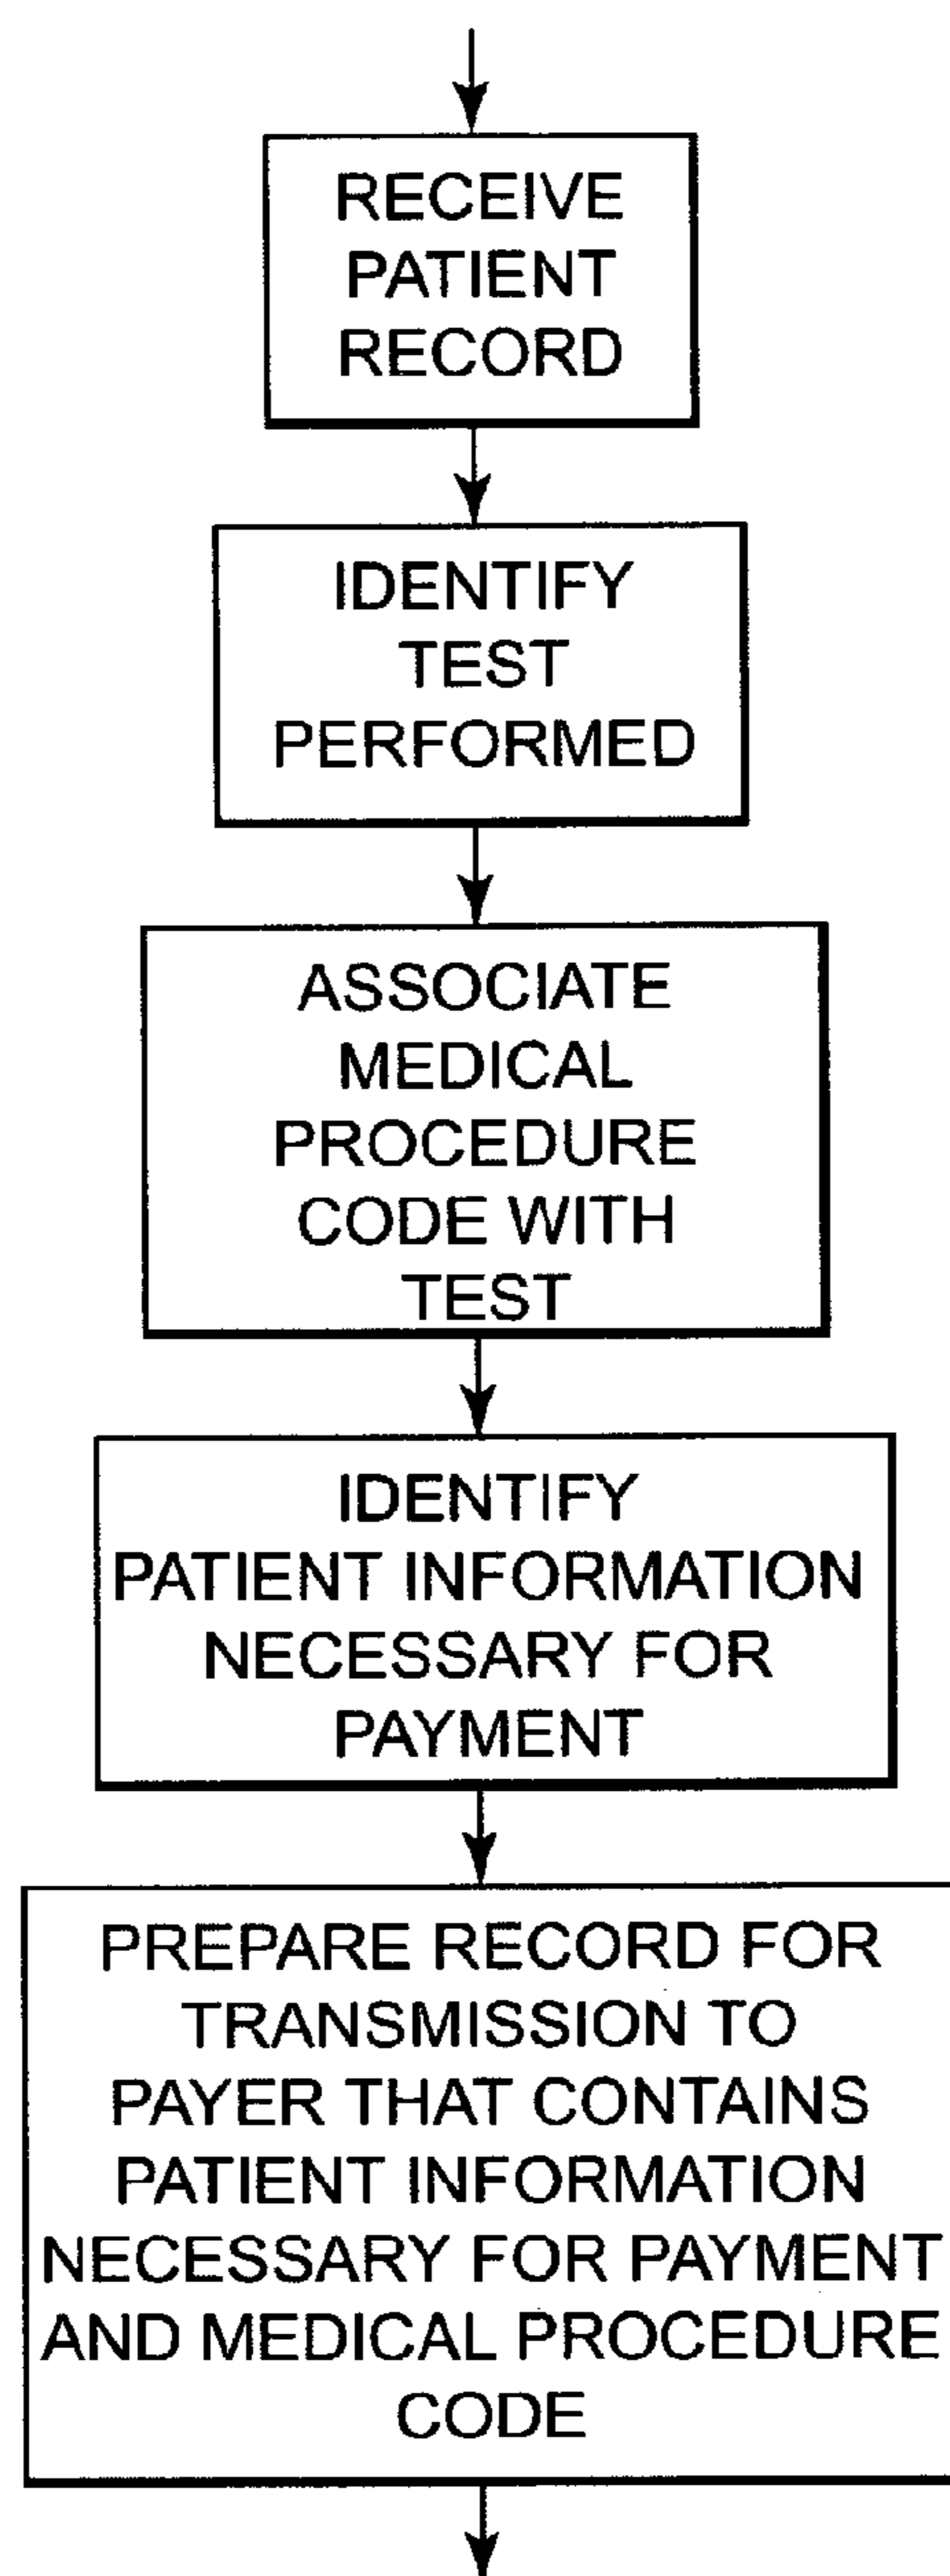 RECEIVE
PATIENT
RECORD
IDENTIFY
TEST
PERFORMED
ASSOCIATE
MEDICAL
PROCEDURE
CODE WITH
TEST
IDENTIFY
PATIENT INFORMATION
NECESSARY FOR
PAYMENT
PREPARE RECORD FOR
TRANSMISSION TO
PAYER THAT CONTAINS
PATIENT INFORMATION
NECESSARY FOR PAYMENT
AND MEDICAL PROCEDURE
CODE